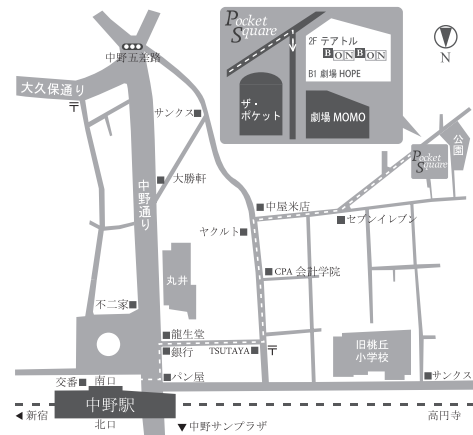 Pocket
Square
2F テアトル
BONBON
B1 劇場 HOPE
ザ・
ポケット
劇場 MOMO
N
中野五差路
大久保通り
〒
サンクス
公園
Pocket
Square
大勝軒
中野通り
中屋米店
セブンイレブン
ヤクルト
CPA 会計学院
丸井
不二家
龍生堂
銀行
TSUTAYA
〒
旧桃丘
小学校
パン屋
サンクス
交番
南口
中野駅
北口
◀ 新宿
高円寺
▼ 中野サンプラザ